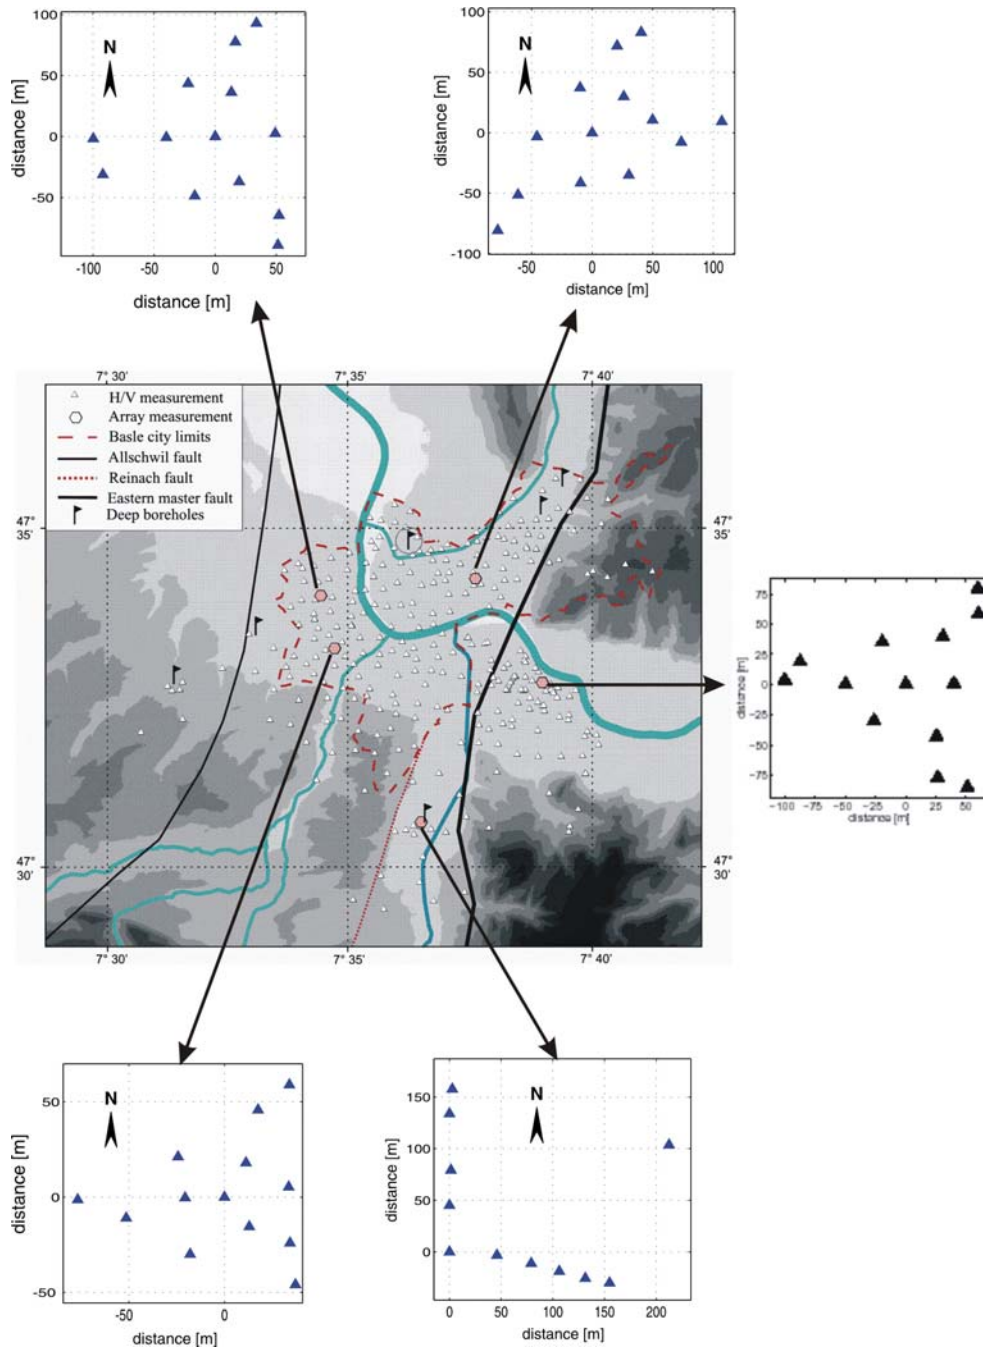 100
50
0
-50
-100
-50
0
50
distance [m]
distance [m]
N
100
50
0
-50
-100
-50
0
50
100
distance [m]
distance [m]
N
7° 30'
7° 35'
7° 40'
H/V measurement
Array measurement
Basle city limits
Allschwil fault
Reinach fault
Eastern master fault
Deep boreholes
47°
35'
47°
35'
47°
30'
47°
30'
7° 30'
7° 35'
7° 40'
75
50
25
0
-25
-50
-75
-100
-75
-50
-25
0
25
50
distance [m]
distance [m]
50
0
-50
-50
0
distance [m]
distance [m]
N
150
100
50
0
0
50
100
150
200
distance [m]
distance [m]
N